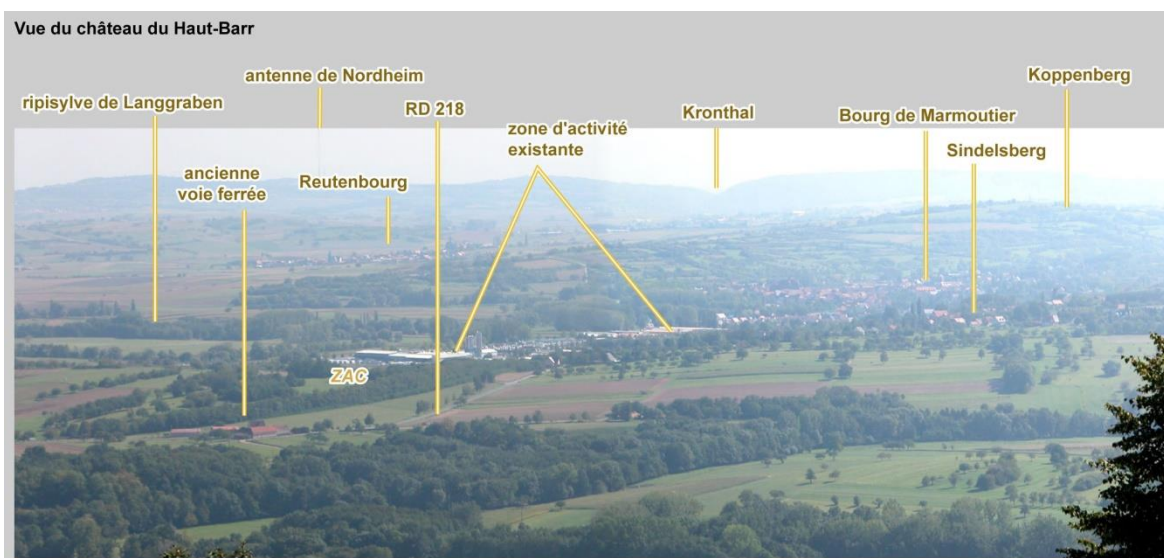 Vue du château du Haut-Barr
antenne de Nordheim
Koppenberg
ripisylve de Langgraben
RD 218
Kronthal
Bourg de Marmoutier
zone d'activité
existante
Sindelsberg
ancienne
voie ferrée
Reutenbourg
ZAC